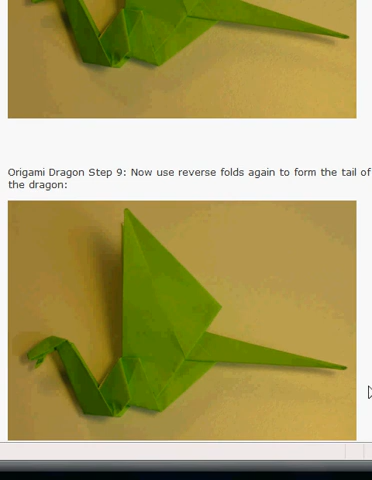 Origami Dragon Step 9: Now use reverse folds again to form the tail of
the dragon: